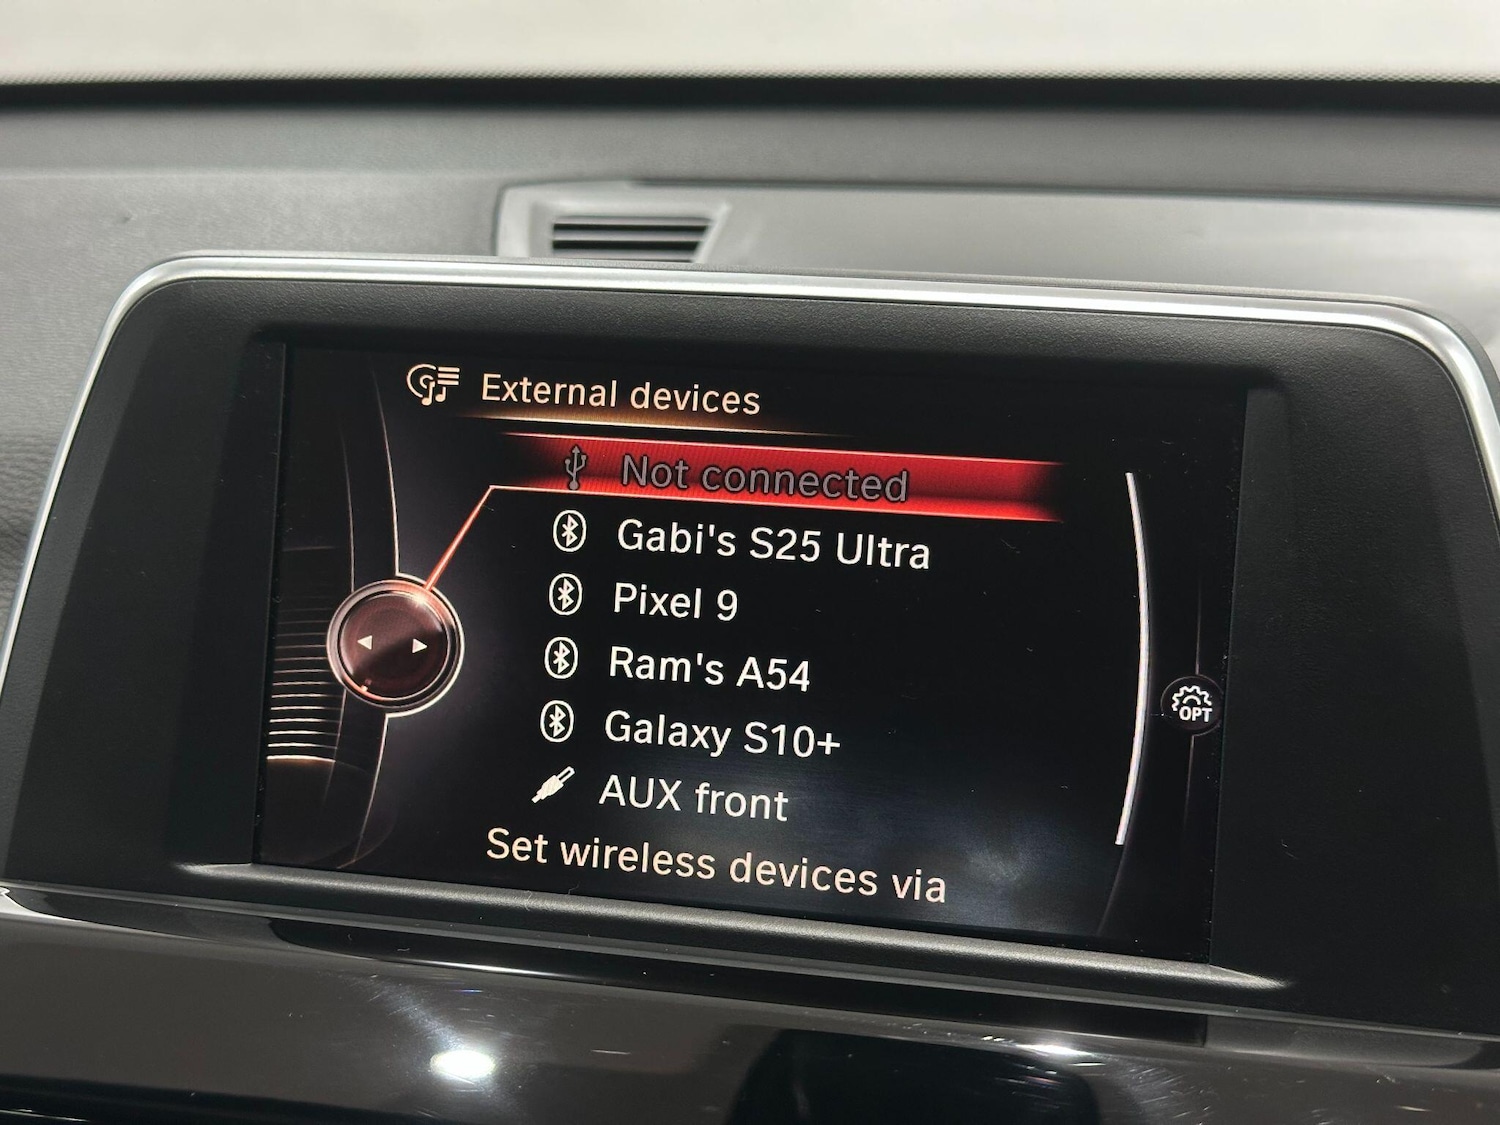 External devices
Not connected
Gabi's S25 Ultra
Pixel 9
Ram's A54
Galaxy S10+
OPT
AUX front
Set wireless devices via